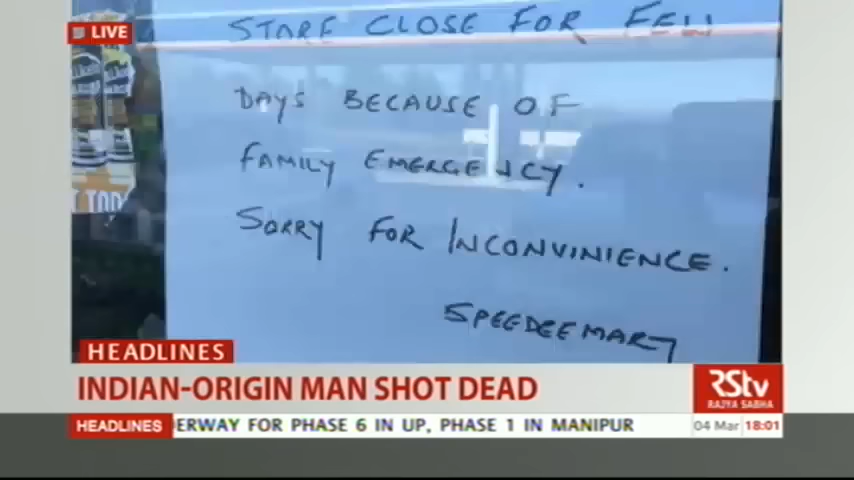 LIVE
STORE CLOSE FOR FEW
DAYS BECAUSE OF
FAMILY EMERGENCY.
SORRY FOR INCONVINIENCE.
SPEEDEEMART
HEADLINES
INDIAN-ORIGIN MAN SHOT DEAD
RStv
RAJYA SABHA
HEADLINES
ERWAY FOR PHASE 6 IN UP, PHASE 1 IN MANIPUR
04 Mar 18:01